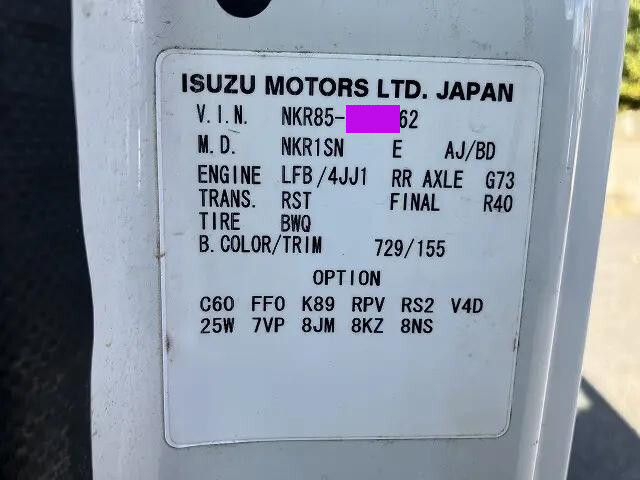 ISUZU MOTORS LTD. JAPAN
V.I.N. NKR85- 62
M.D. NKR1SN E AJ/BD
ENGINE LFB/4JJ1 RR AXLE G73
TRANS. RST FINAL R40
TIRE BWQ
B.COLOR/TRIM 729/155
OPTION
C60 FF0 K89 RPV RS2 V4D
25W 7VP 8JM 8KZ 8NS